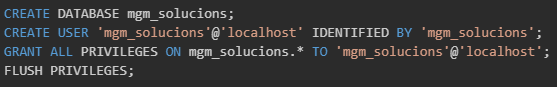 CREATE DATABASE mgm_solucions;
CREATE USER 'mgm_solucions'@'localhost' IDENTIFIED BY 'mgm_solucions';
GRANT ALL PRIVILEGES ON mgm_solucions.* TO 'mgm_solucions'@'localhost';
FLUSH PRIVILEGES;